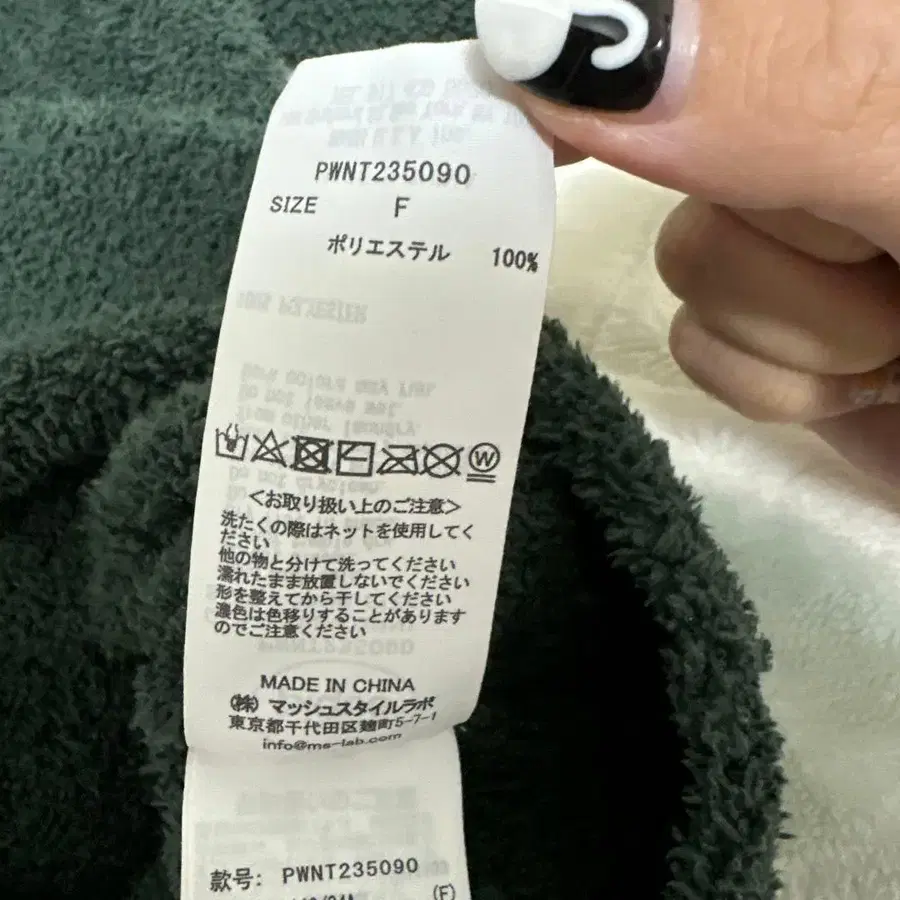 PWNT235090
SIZE F
ポリエステル 100%
W
<お取り扱い上のご注意>
洗たくの際はネットを使用してく
ださい
他の物と分けて洗ってください
濡れたまま放置しないでください
形を整えてから干してください
濃色は色移りすることがあります
のでご注意ください
MADE IN CHINA
㈱ マッシュスタイルラボ
東京都千代田区麹町5-7-1
info@ms-lab.com
款号: PWNT235090
(F)